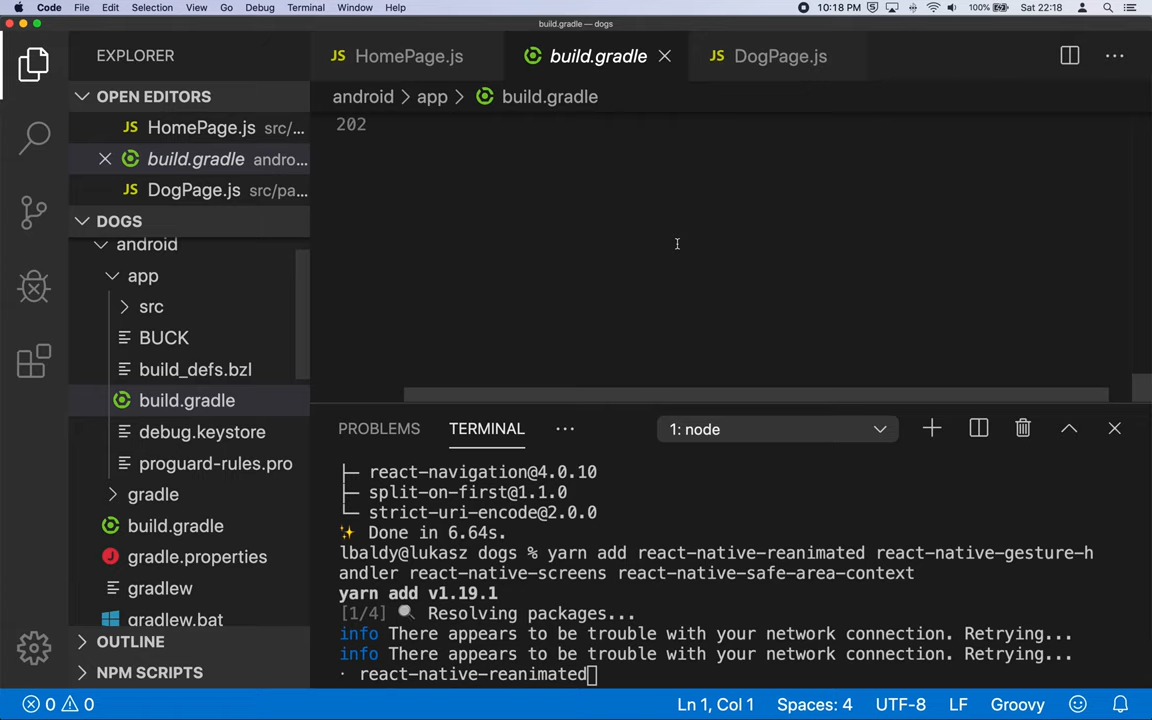 Code File Edit Selection View Go Debug Terminal Window Help 10:18 PM 100% Sat 22:18
build.gradle — dogs
EXPLORER
JS HomePage.js build.gradle JS DogPage.js
OPEN EDITORS
JS HomePage.js src/...
build.gradle andro...
JS DogPage.js src/pa...
DOGS
android
app
src
BUCK
build_defs.bzl
build.gradle
debug.keystore
proguard-rules.pro
gradle
build.gradle
gradle.properties
gradlew
gradlew.bat
OUTLINE
NPM SCRIPTS
android > app > build.gradle
202
PROBLEMS TERMINAL ... 1: node
├─ react-navigation@4.0.10
├─ split-on-first@1.1.0
└─ strict-uri-encode@2.0.0
✨ Done in 6.64s.
lbaldy@lukasz dogs % yarn add react-native-reanimated react-native-gesture-h
andler react-native-screens react-native-safe-area-context
yarn add v1.19.1
[1/4] 🔍 Resolving packages...
info There appears to be trouble with your network connection. Retrying...
info There appears to be trouble with your network connection. Retrying...
⠂ react-native-reanimated
0 0 Ln 1, Col 1 Spaces: 4 UTF-8 LF Groovy